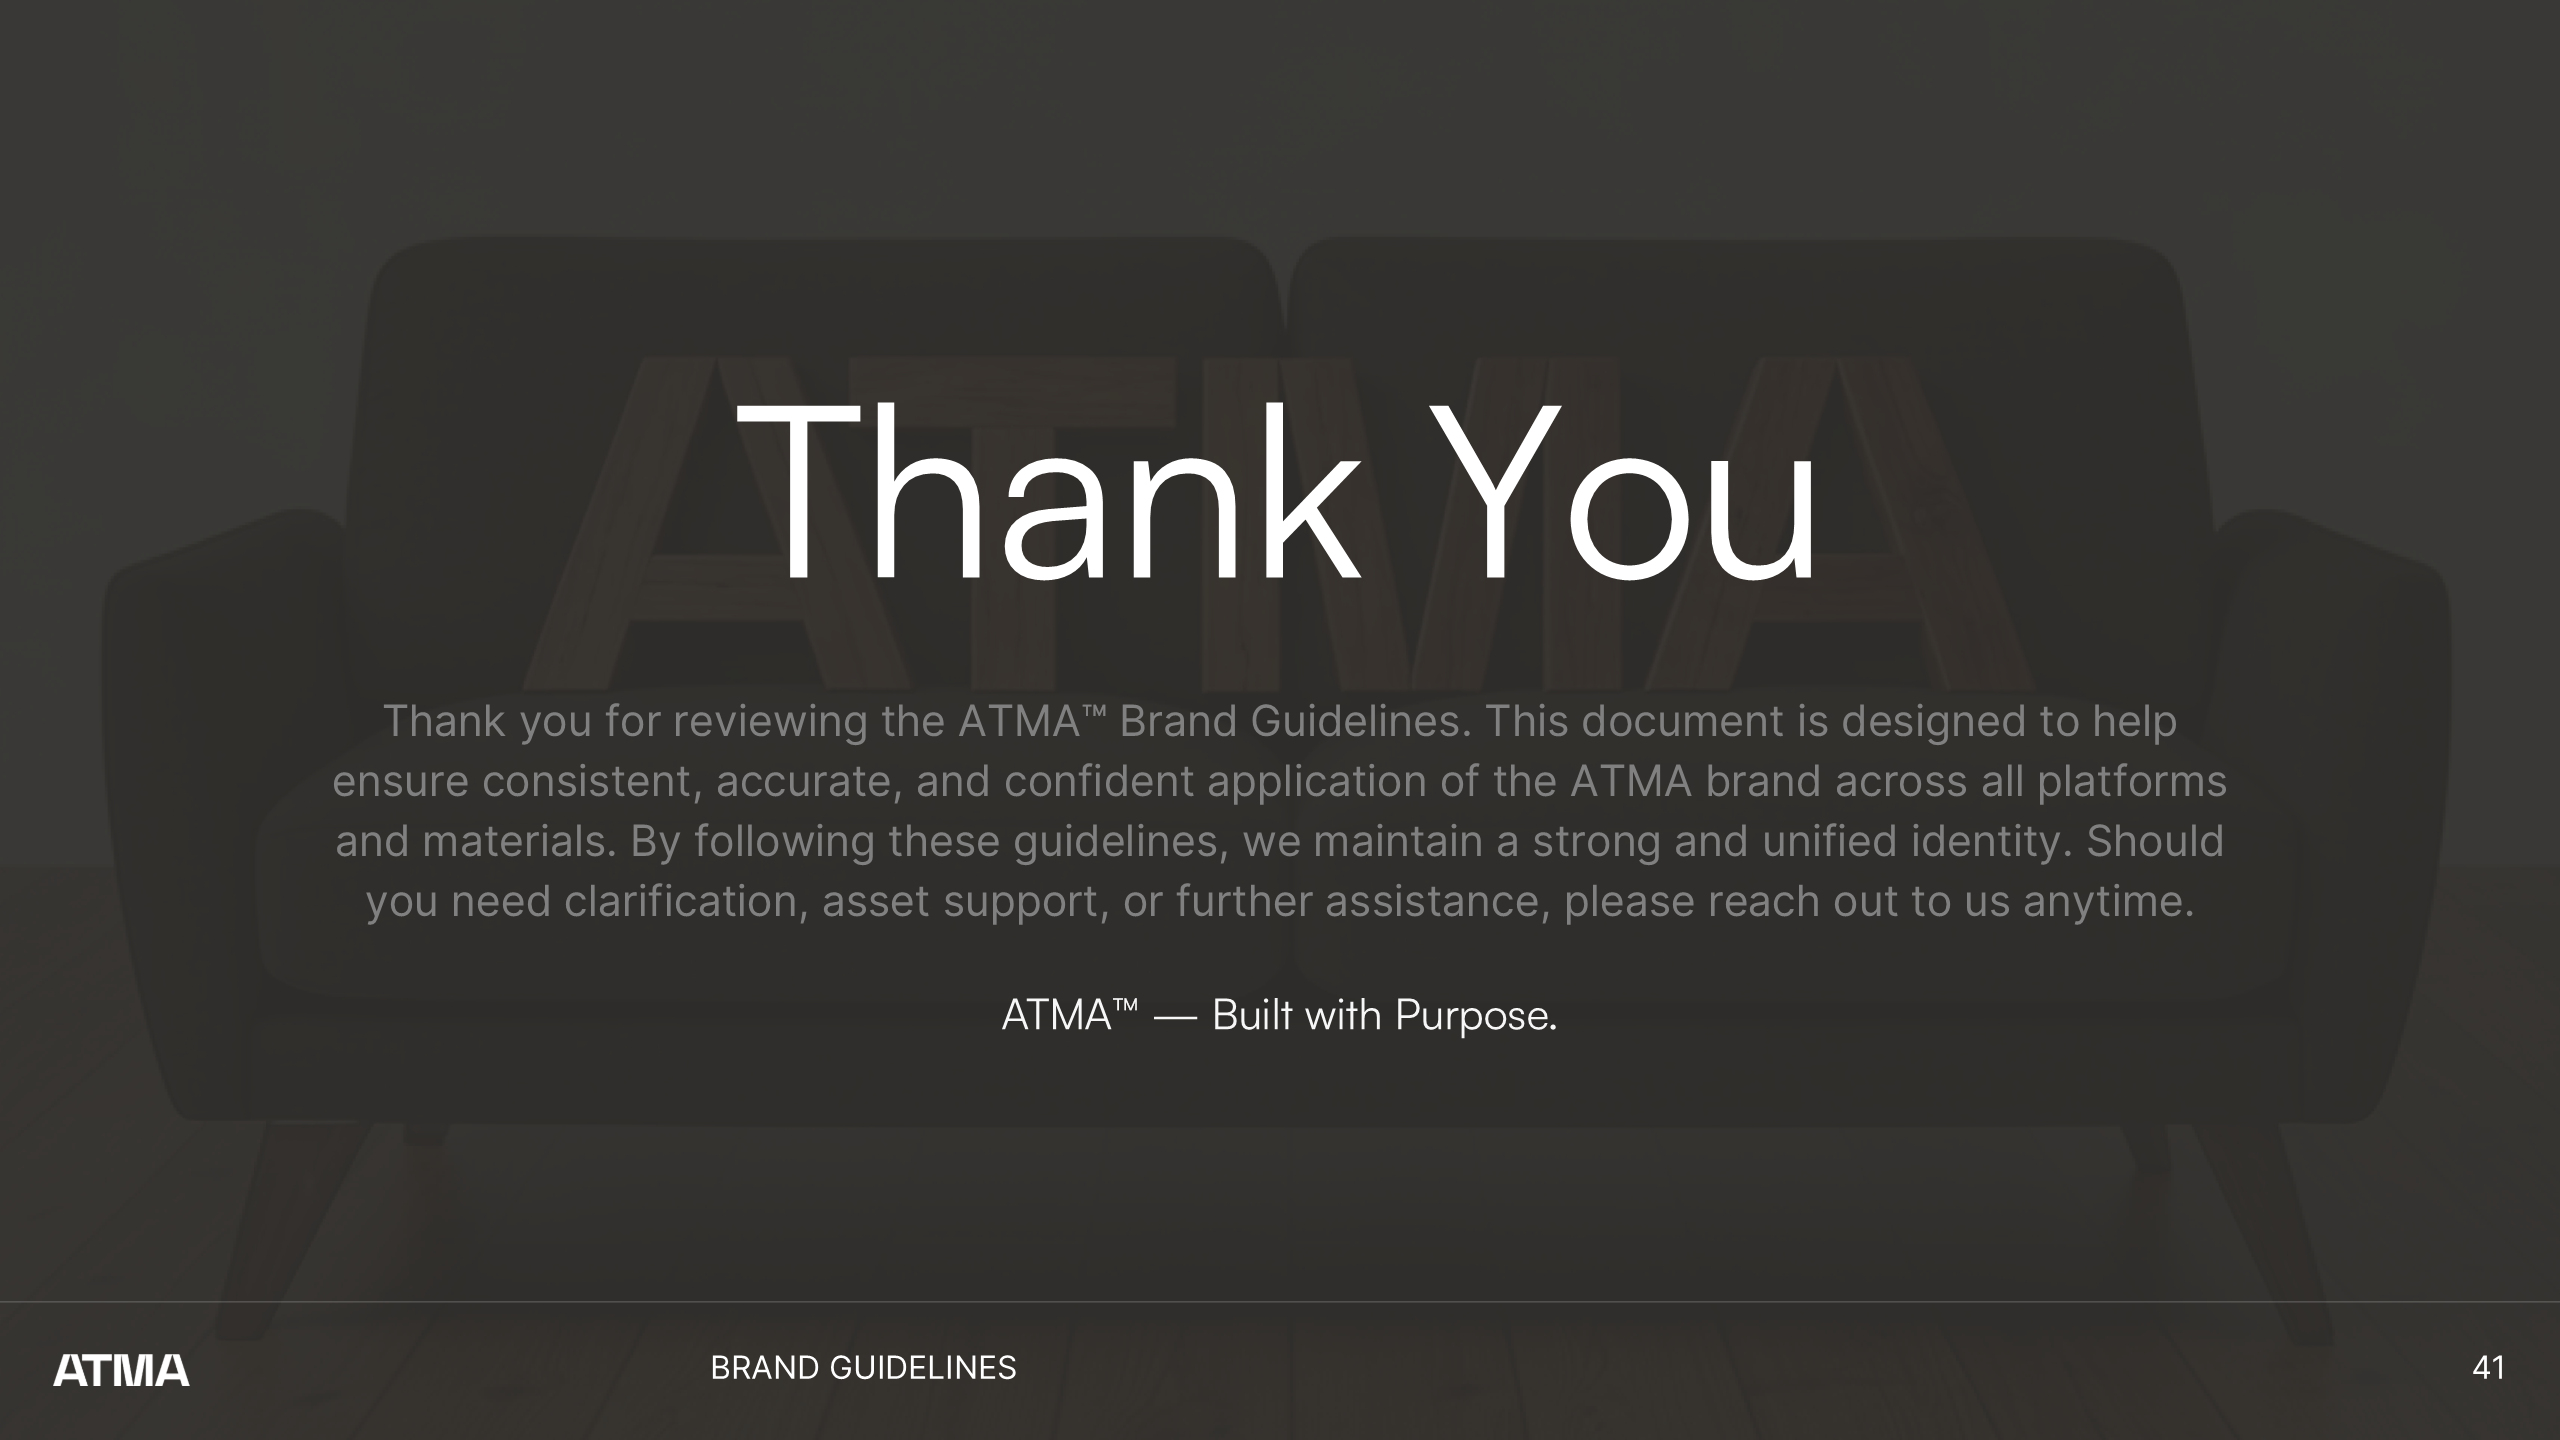 ATMA
Thank You
Thank you for reviewing the ATMA™ Brand Guidelines. This document is designed to help
ensure consistent, accurate, and confident application of the ATMA brand across all platforms
and materials. By following these guidelines, we maintain a strong and unified identity. Should
you need clarification, asset support, or further assistance, please reach out to us anytime.
ATMA™ — Built with Purpose.
ATMA
BRAND GUIDELINES
41